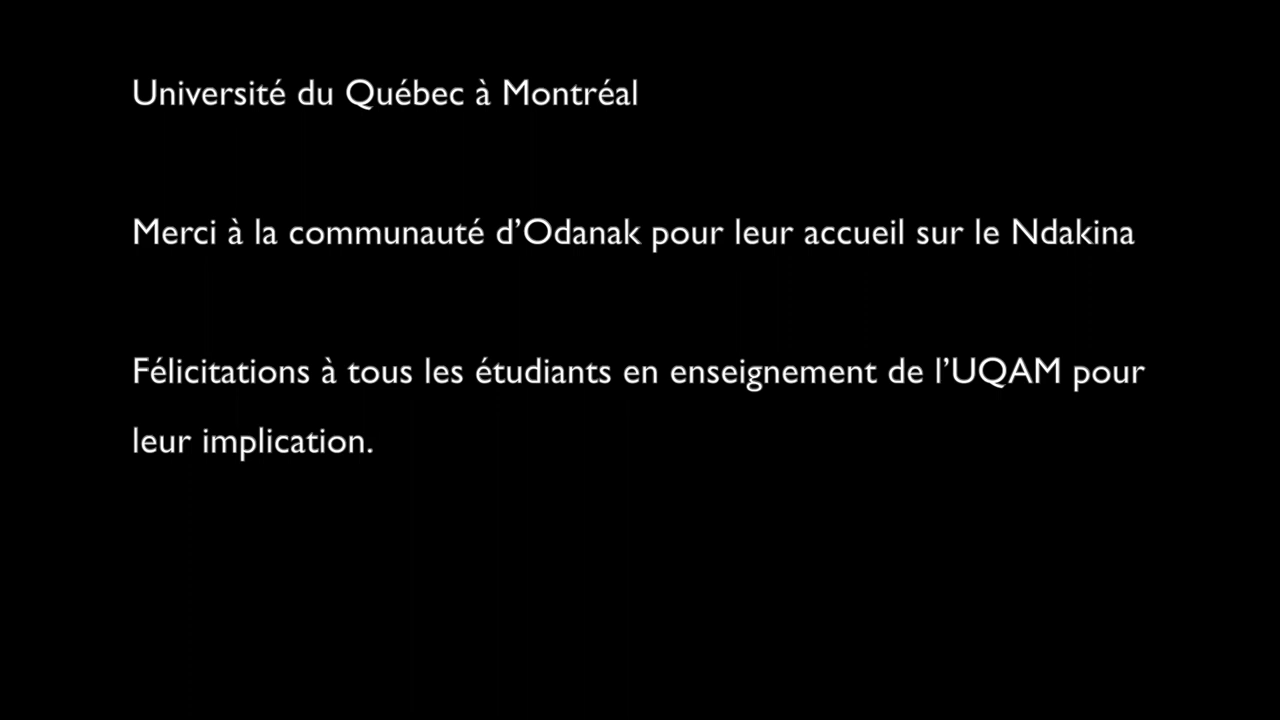 Université du Québec à Montréal
Merci à la communauté d’Odanak pour leur accueil sur le Ndakina
Félicitations à tous les étudiants en enseignement de l’UQAM pour
leur implication.